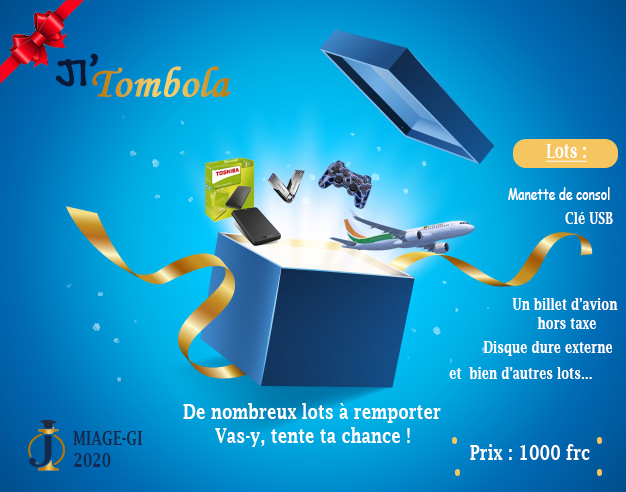 JI'Tombola
TOSHIBA
Lots :
Manette de consol
Clé USB
Un billet d'avion
hors taxe
Disque dure externe
et bien d'autres lots...
De nombreux lots à remporter
Vas-y, tente ta chance !
MIAGE-GI
2020
Prix : 1000 frc